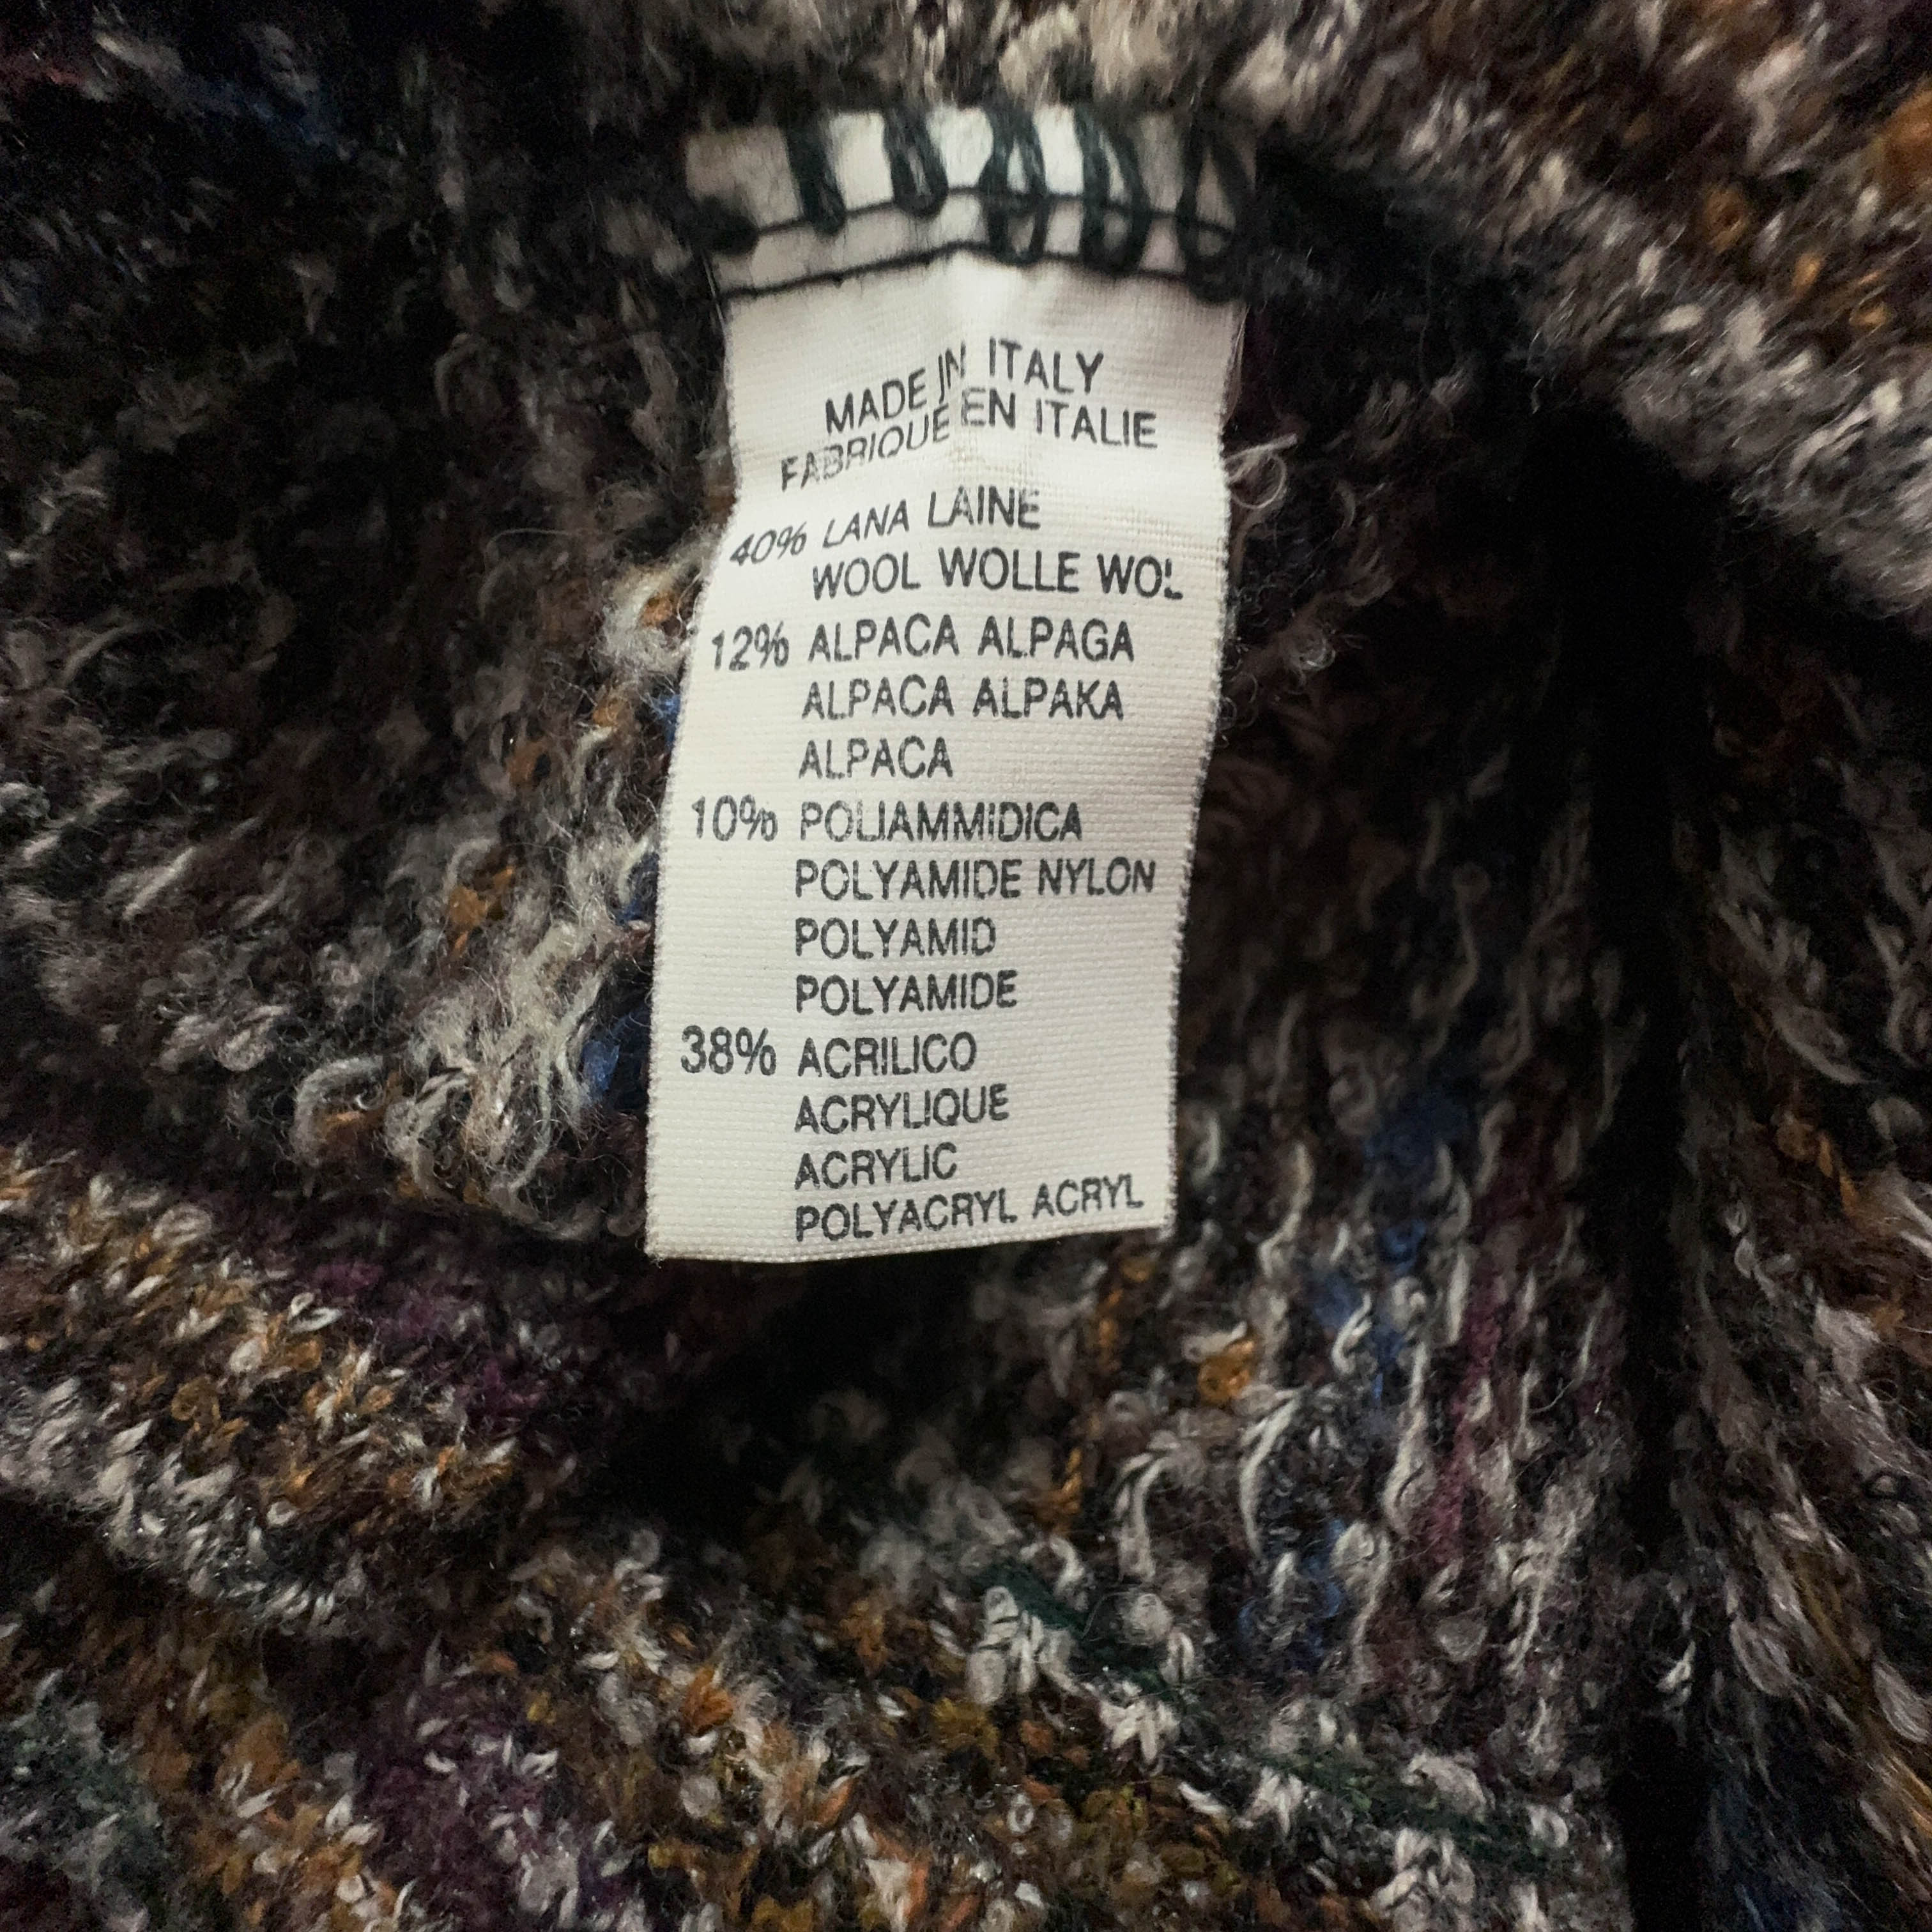 MADE IN ITALY
FABRIQUE EN ITALIE
40% LANA LAINE
WOOL WOLLE WOL
12% ALPACA ALPAGA
ALPACA ALPAKA
ALPACA
10% POLIAMMIDICA
POLYAMIDE NYLON
POLYAMID
POLYAMIDE
38% ACRILICO
ACRYLIQUE
ACRYLIC
POLYACRYL ACRYL